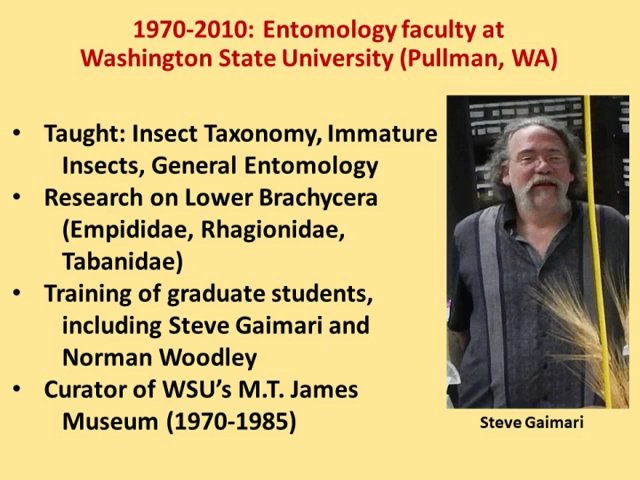 1970-2010: Entomology faculty at
Washington State University (Pullman, WA)
• Taught: Insect Taxonomy, Immature
Insects, General Entomology
• Research on Lower Brachycera
(Empididae, Rhagionidae,
Tabanidae)
• Training of graduate students,
including Steve Gaimari and
Norman Woodley
• Curator of WSU’s M.T. James
Museum (1970-1985)
Steve Gaimari